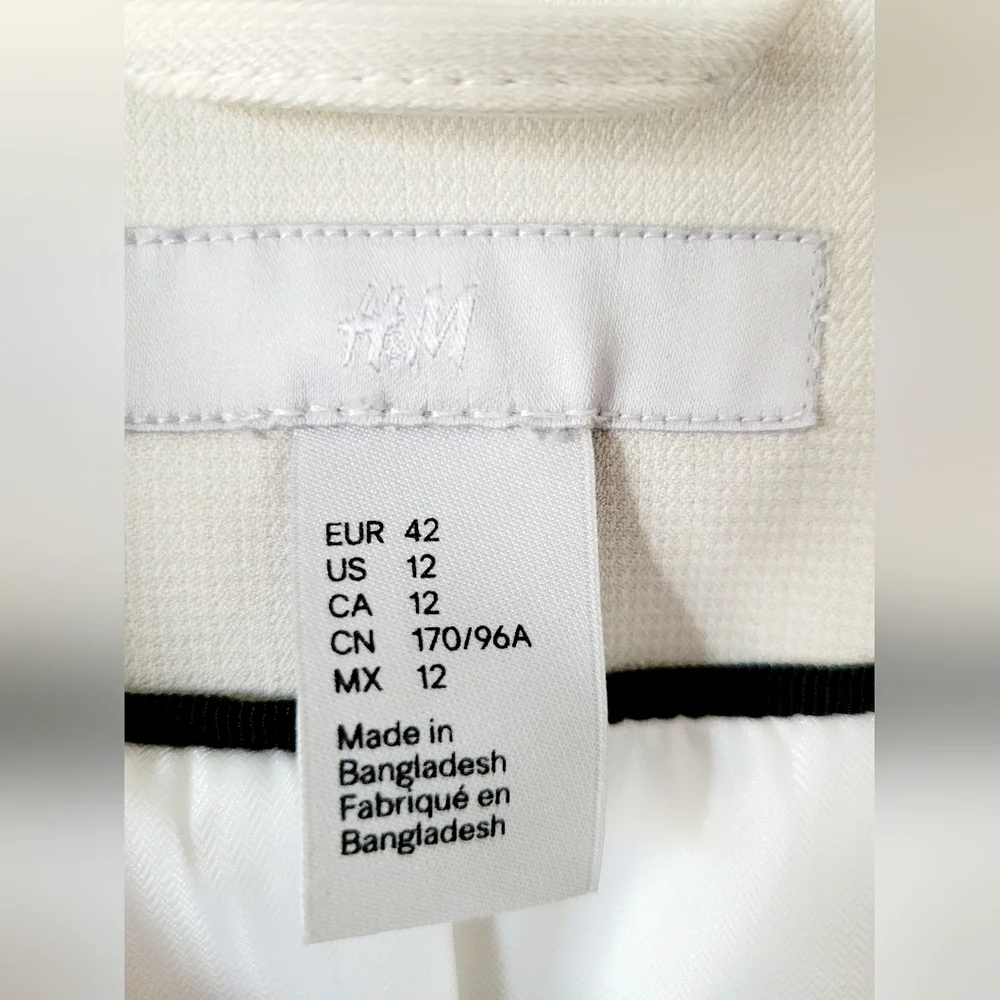 H&M
EUR 42
US 12
CA 12
CN 170/96A
MX 12
Made in
Bangladesh
Fabriqué en
Bangladesh